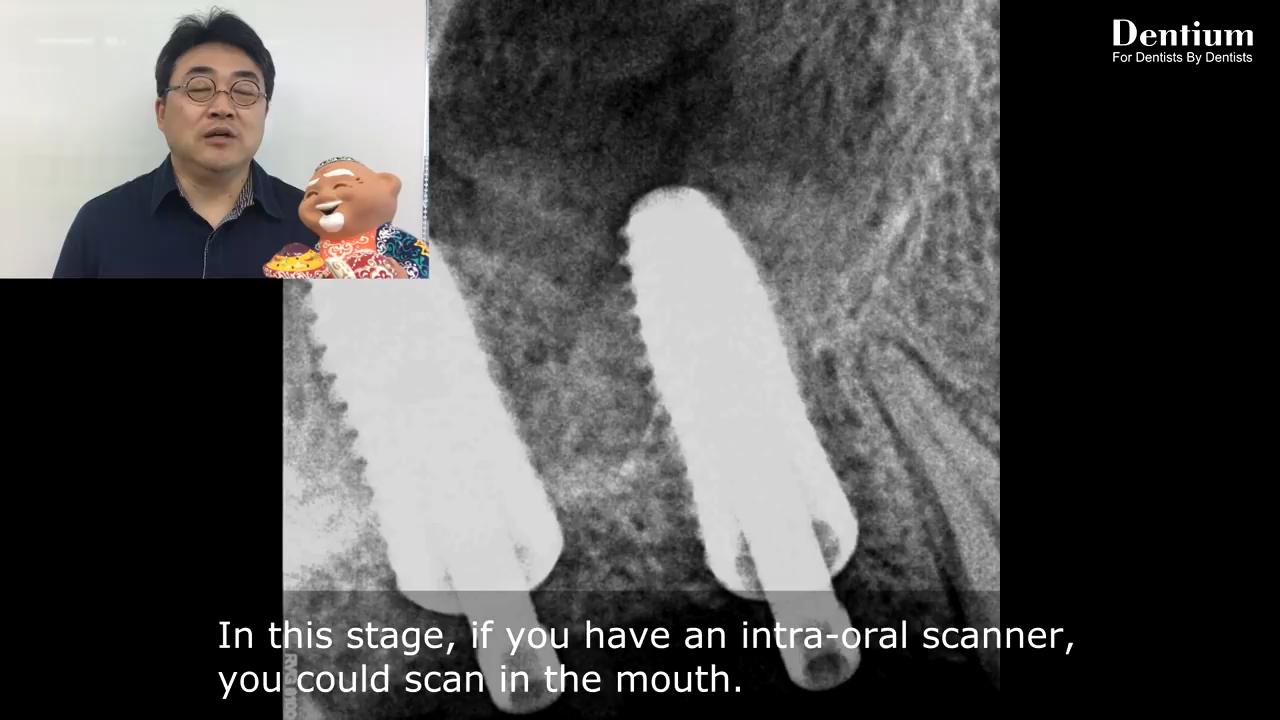 Dentium
For Dentists By Dentists
In this stage, if you have an intra-oral scanner,
you could scan in the mouth.